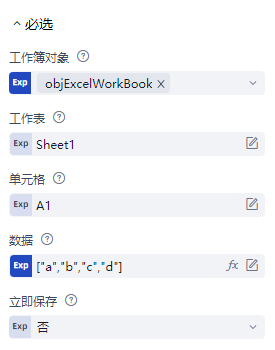 必选
工作簿对象 ?
Exp objExcelWorkBook ×
工作表 ?
Exp Sheet1
单元格 ?
Exp A1
数据 ?
Exp ["a","b","c","d"] fx
立即保存 ?
Exp 否